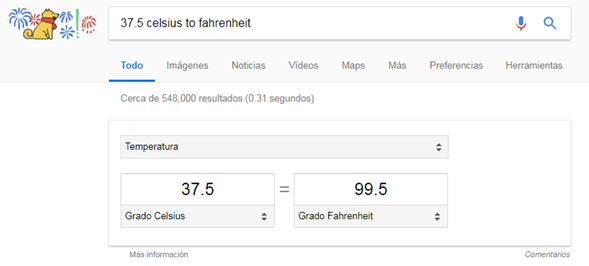 37.5 celsius to fahrenheit
Todo Imágenes Noticias Vídeos Maps Más Preferencias Herramientas
Cerca de 548,000 resultados (0.31 segundos)
Temperatura
37.5 = 99.5
Grado Celsius Grado Fahrenheit
Más información Comentarios